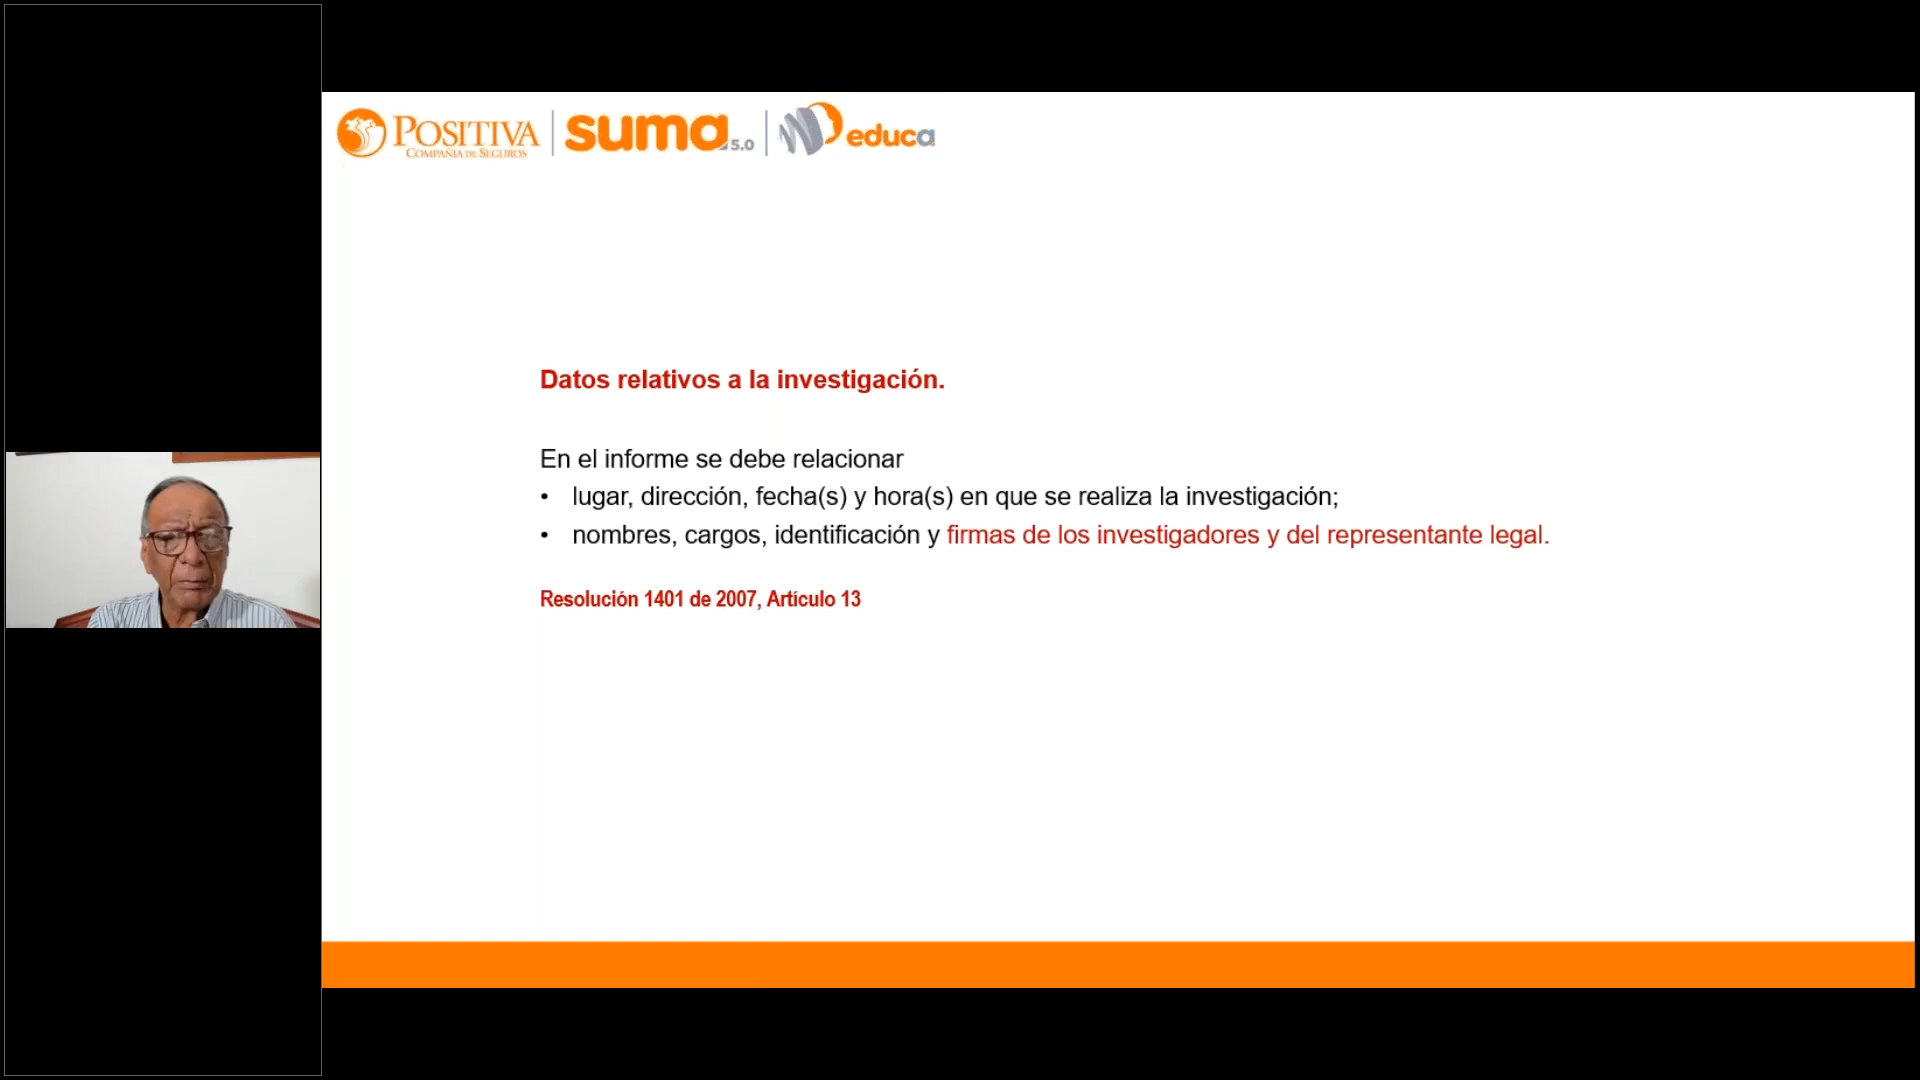 POSITIVA
COMPAÑIA DE SEGUROS
suma 5.0
educa
Datos relativos a la investigación.
En el informe se debe relacionar
• lugar, dirección, fecha(s) y hora(s) en que se realiza la investigación;
• nombres, cargos, identificación y firmas de los investigadores y del representante legal.
Resolución 1401 de 2007, Artículo 13